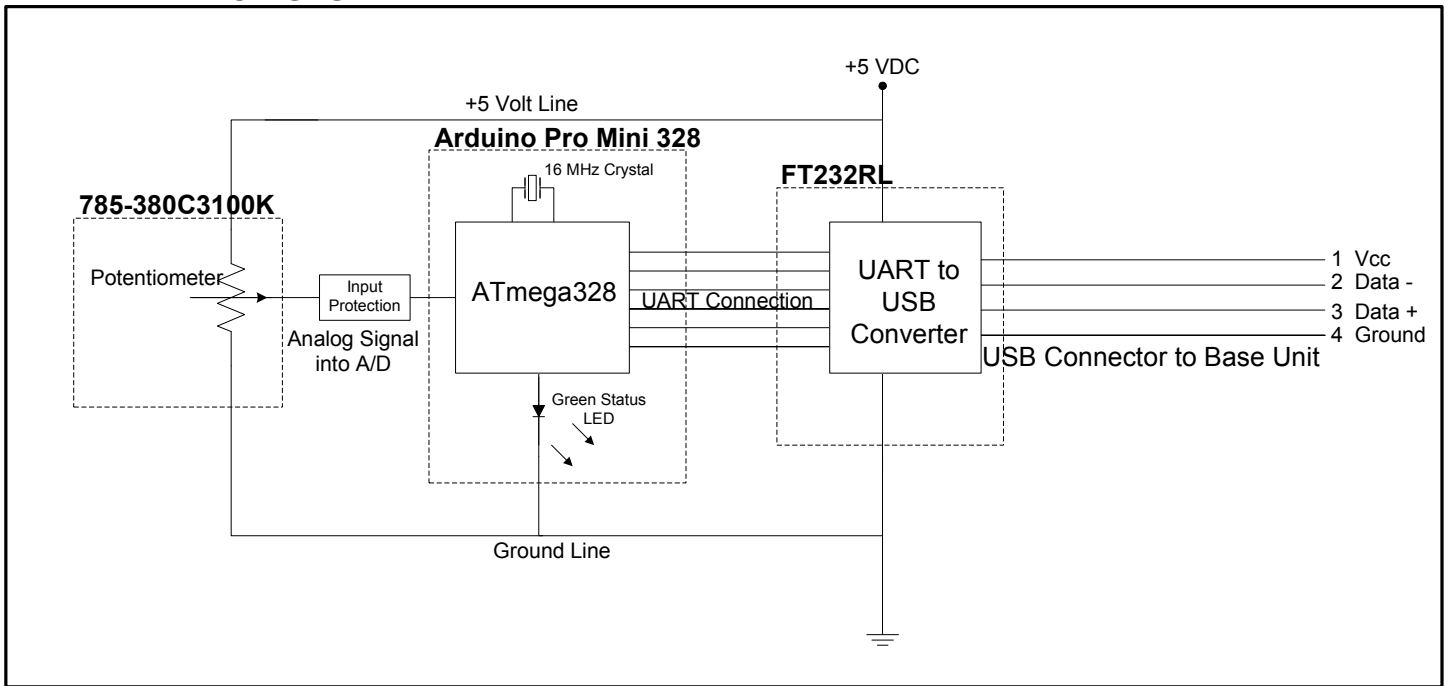 +5 VDC
+5 Volt Line
Arduino Pro Mini 328
16 MHz Crystal
FT232RL
785-380C3100K
Potentiometer
Input
Protection
Analog Signal
into A/D
ATmega328
UART Connection
UART to
USB
Converter
1 Vcc
2 Data -
3 Data +
4 Ground
USB Connector to Base Unit
Green Status
LED
Ground Line